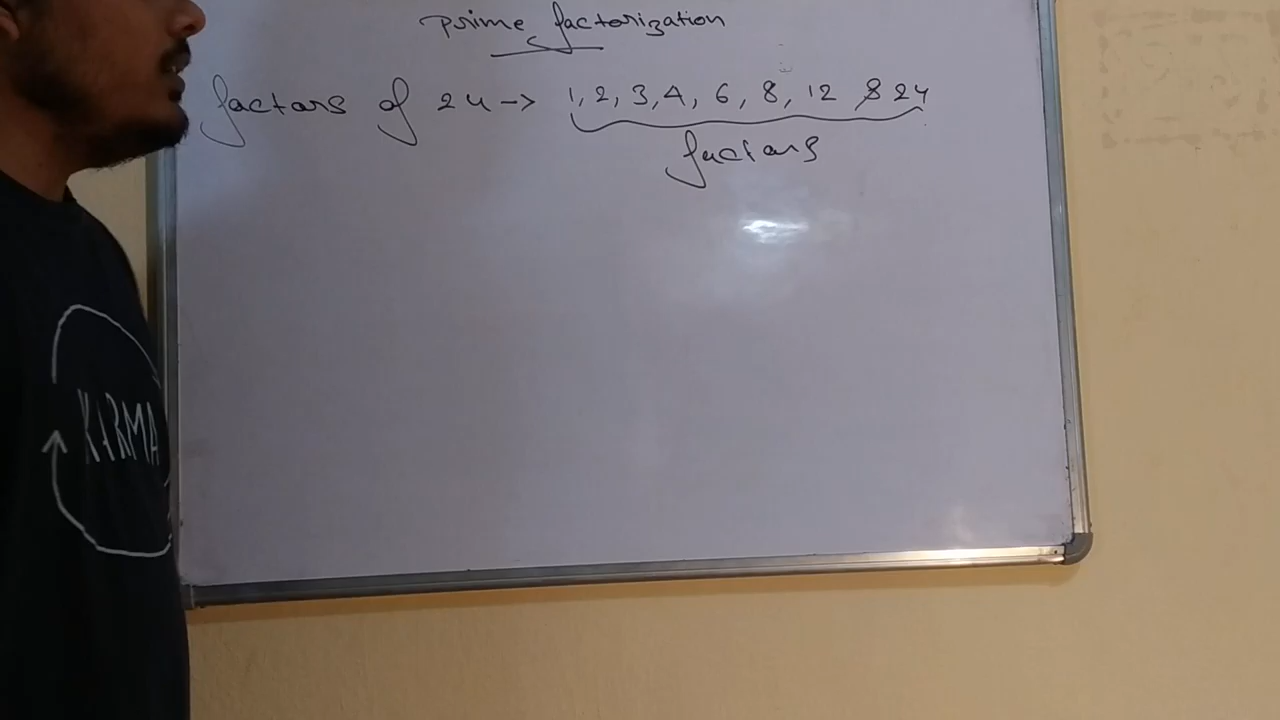 Prime factorization
factors of 24 -> 1, 2, 3, 4, 6, 8, 12, 24
factors
KARMA